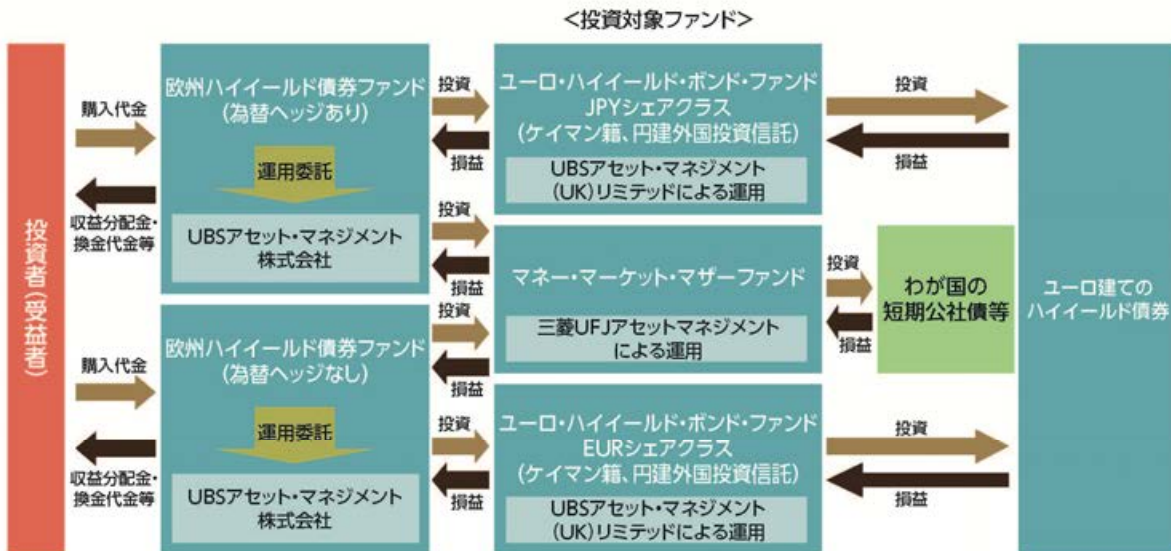 ＜投資対象ファンド＞
投資者（受益者）
購入代金
収益分配金・
換金代金等
欧州ハイイールド債券ファンド
(為替ヘッジあり)
運用委託
UBSアセット・マネジメント
株式会社
投資
損益
ユーロ・ハイイールド・ボンド・ファンド
JPYシェアクラス
(ケイマン籍、円建外国投資信託)
UBSアセット・マネジメント
(UK)リミテッドによる運用
投資
損益
投資
損益
マネー・マーケット・マザーファンド
三菱UFJアセットマネジメント
による運用
投資
損益
わが国の
短期公社債等
ユーロ建ての
ハイイールド債券
購入代金
収益分配金・
換金代金等
欧州ハイイールド債券ファンド
(為替ヘッジなし)
運用委託
UBSアセット・マネジメント
株式会社
投資
損益
投資
損益
ユーロ・ハイイールド・ボンド・ファンド
EURシェアクラス
(ケイマン籍、円建外国投資信託)
UBSアセット・マネジメント
(UK)リミテッドによる運用
投資
損益